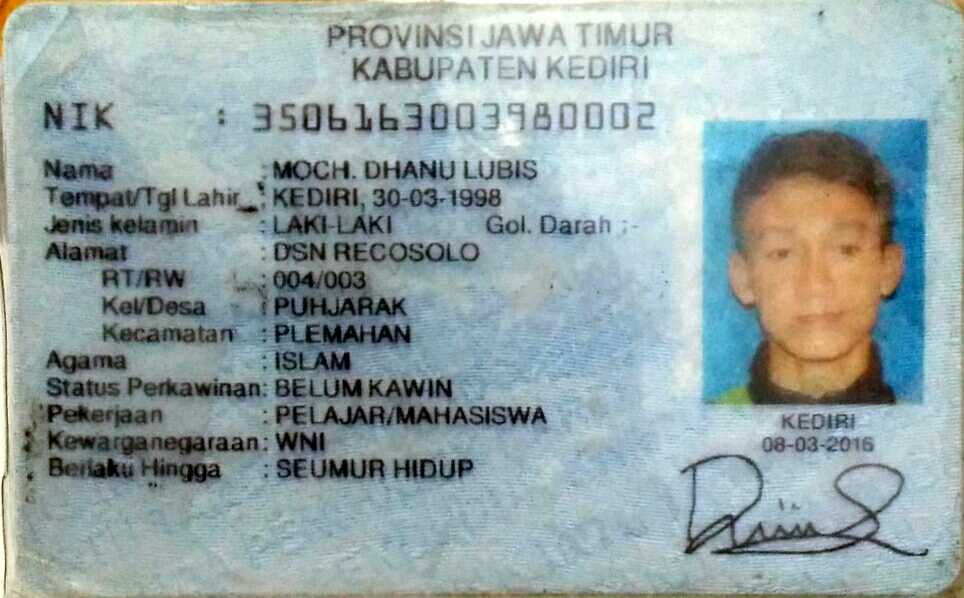 PROVINSI JAWA TIMUR
KABUPATEN KEDIRI
NIK : 3506163003980002
Nama : MOCH. DHANU LUBIS
Tempat/Tgl Lahir : KEDIRI, 30-03-1998
Jenis kelamin : LAKI-LAKI Gol. Darah :-
Alamat : DSN RECOSOLO
RT/RW : 004/003
Kel/Desa : PUHJARAK
Kecamatan : PLEMAHAN
Agama : ISLAM
Status Perkawinan: BELUM KAWIN
Pekerjaan : PELAJAR/MAHASISWA
Kewarganegaraan: WNI
Berlaku Hingga : SEUMUR HIDUP
KEDIRI
08-03-2016